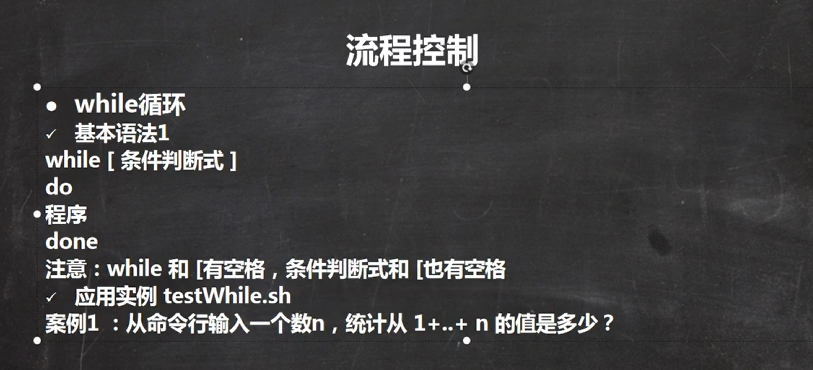 流程控制
● while循环
✓ 基本语法1
while [ 条件判断式 ]
do
程序
done
注意：while 和 [有空格，条件判断式和 [也有空格
✓ 应用实例 testWhile.sh
案例1 ：从命令行输入一个数n，统计从 1+..+ n 的值是多少？